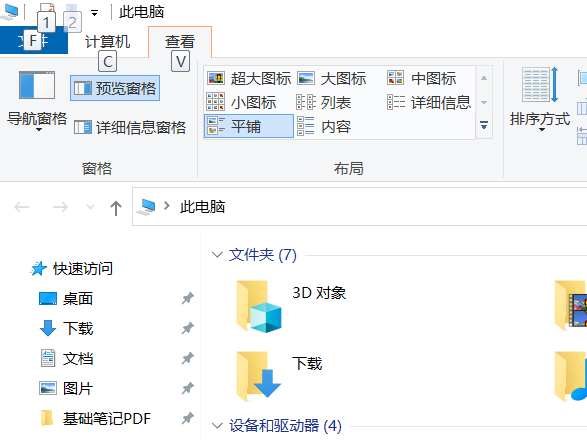 1 2 此电脑
F 文件 计算机 查看
C V
导航窗格
预览窗格
详细信息窗格
窗格
超大图标 大图标 中图标
小图标 列表 详细信息
平铺 内容
布局
排序方式
此电脑
快速访问
桌面
下载
文档
图片
基础笔记PDF
文件夹 (7)
3D 对象
下载
设备和驱动器 (4)